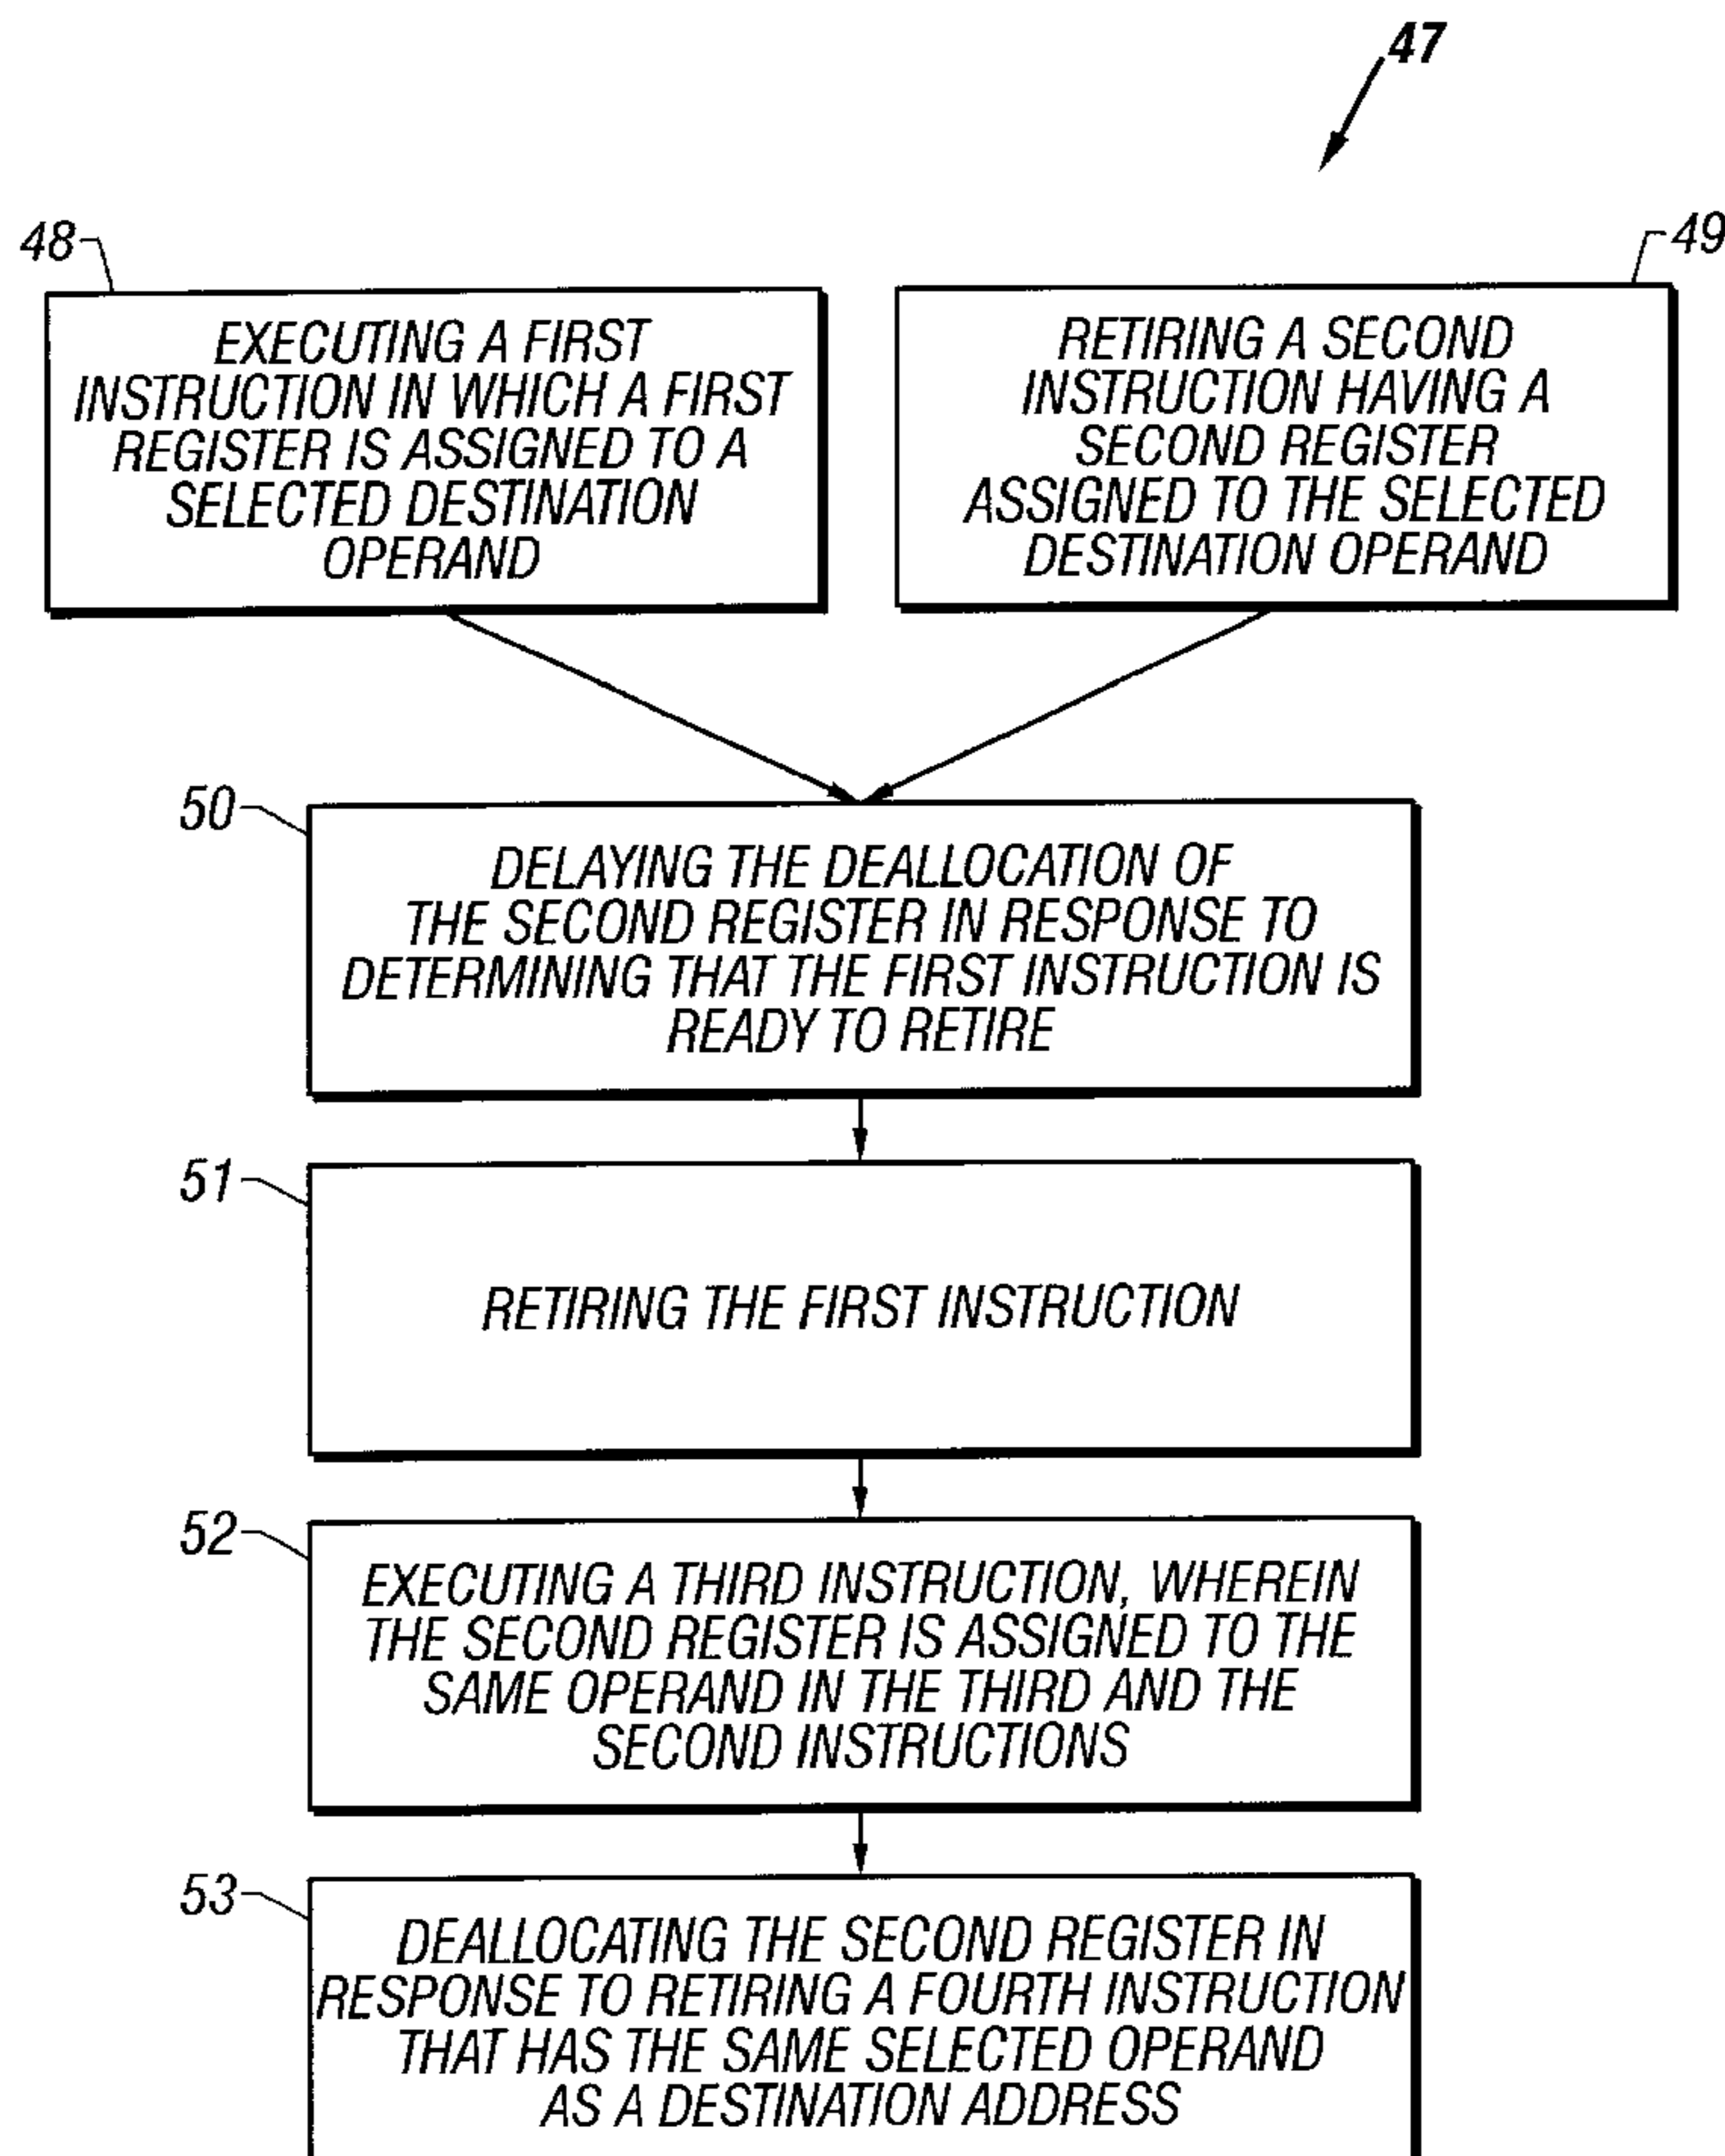 47
48
EXECUTING A FIRST
INSTRUCTION IN WHICH A FIRST
REGISTER IS ASSIGNED TO A
SELECTED DESTINATION
OPERAND
49
RETIRING A SECOND
INSTRUCTION HAVING A
SECOND REGISTER
ASSIGNED TO THE SELECTED
DESTINATION OPERAND
50
DELAYING THE DEALLOCATION OF
THE SECOND REGISTER IN RESPONSE TO
DETERMINING THAT THE FIRST INSTRUCTION IS
READY TO RETIRE
51
RETIRING THE FIRST INSTRUCTION
52
EXECUTING A THIRD INSTRUCTION, WHEREIN
THE SECOND REGISTER IS ASSIGNED TO THE
SAME OPERAND IN THE THIRD AND THE
SECOND INSTRUCTIONS
53
DEALLOCATING THE SECOND REGISTER IN
RESPONSE TO RETIRING A FOURTH INSTRUCTION
THAT HAS THE SAME SELECTED OPERAND
AS A DESTINATION ADDRESS